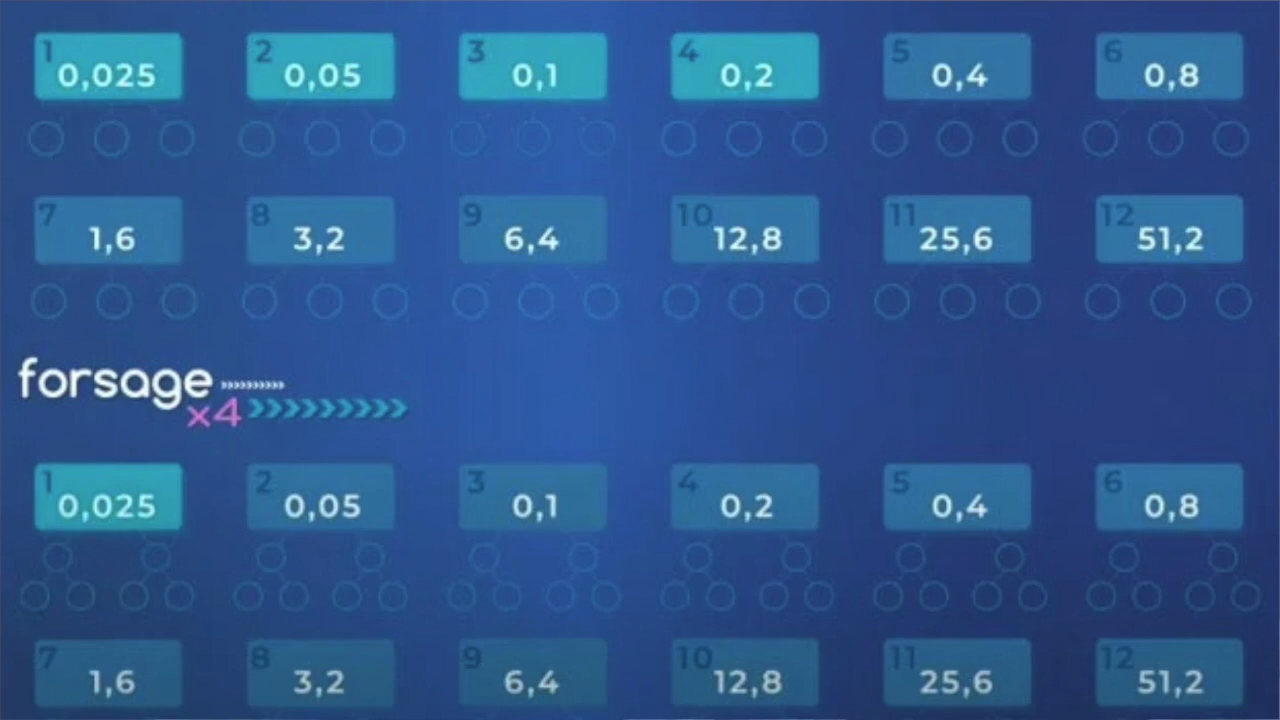 1 2 3 4 5 6
0,025 0,05 0,1 0,2 0,4 0,8
7 8 9 10 11 12
1,6 3,2 6,4 12,8 25,6 51,2
forsage
x4
1 2 3 4 5 6
0,025 0,05 0,1 0,2 0,4 0,8
7 8 9 10 11 12
1,6 3,2 6,4 12,8 25,6 51,2